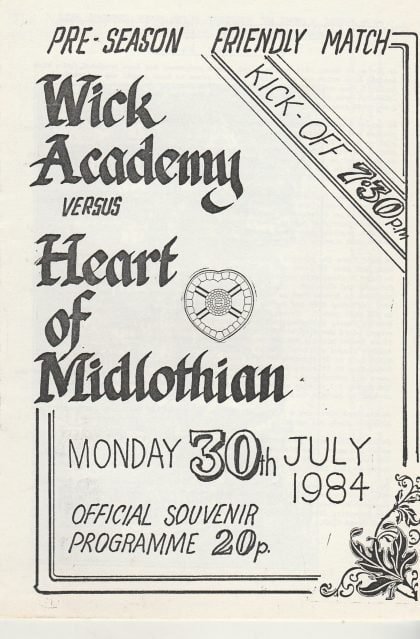 PRE-SEASON FRIENDLY MATCH
KICK-OFF 7:30pm
Wick
Academy
VERSUS
Heart
of
Midlothian
MONDAY 30th JULY
1984
OFFICIAL SOUVENIR
PROGRAMME 20p.